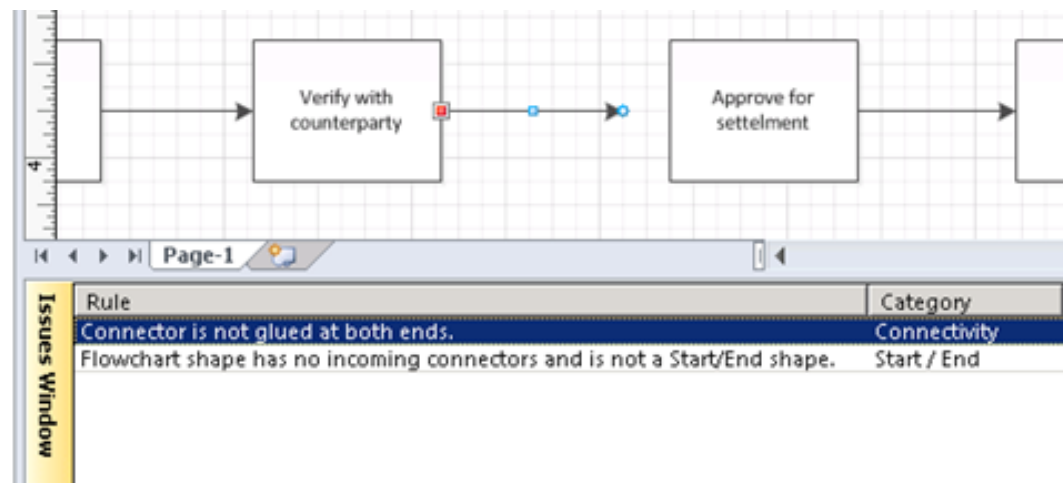 Verify with
counterparty
Approve for
settelment
4
Page-1
Issues Window
Rule Category
Connector is not glued at both ends. Connectivity
Flowchart shape has no incoming connectors and is not a Start/End shape. Start / End